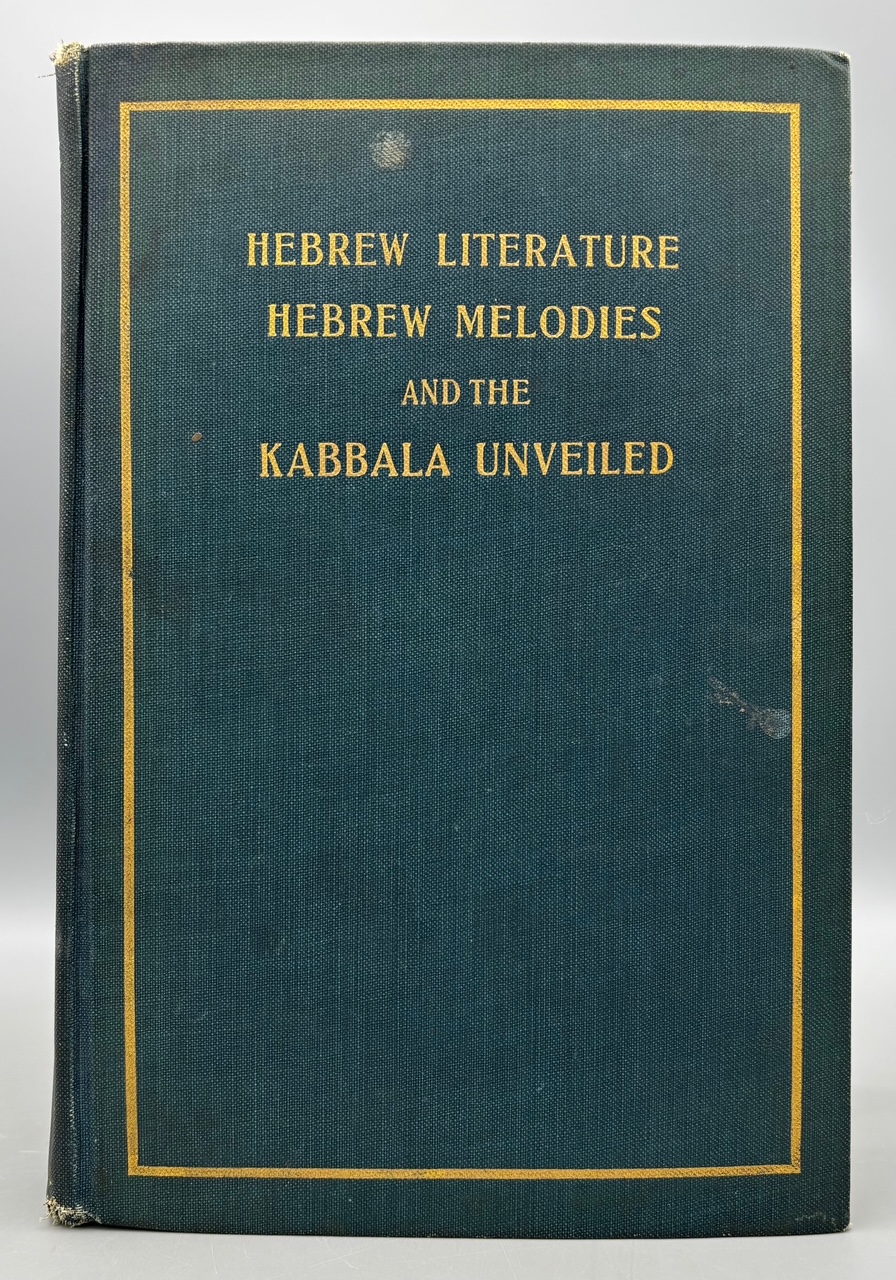 HEBREW LITERATURE
HEBREW MELODIES
AND THE
KABBALA UNVEILED